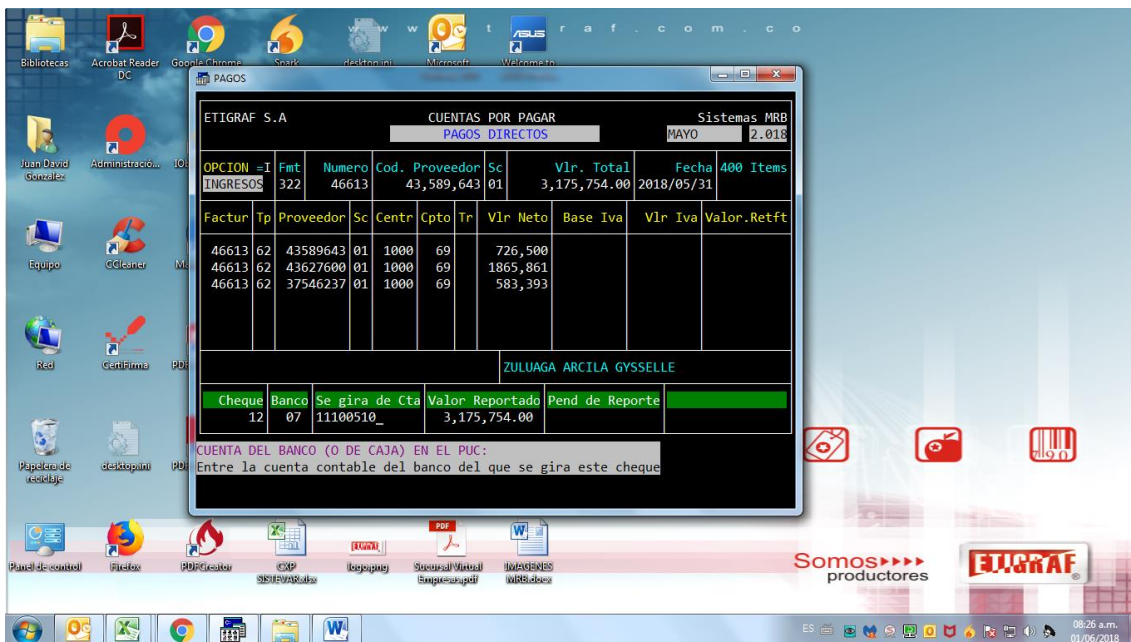 w w w . e t i g r a f . c o m . c o
Bibliotecas
Acrobat Reader DC
Google Chrome
Spark
desktop.ini
Microsoft
Welcome to
PAGOS
ETIGRAF S.A
CUENTAS POR PAGAR
Sistemas MRB
PAGOS DIRECTOS
MAYO 2.018
OPCION =I Fmt Numero Cod. Proveedor Sc Vlr. Total Fecha 400 Items
INGRESOS 322 46613 43,589,643 01 3,175,754.00 2018/05/31
Factur Tp Proveedor Sc Centr Cpto Tr Vlr Neto Base Iva Vlr Iva Valor.Retft
46613 62 43589643 01 1000 69 726,500
46613 62 43627600 01 1000 69 1865,861
46613 62 37546237 01 1000 69 583,393
ZULUAGA ARCILA GYSSELLE
Cheque Banco Se gira de Cta Valor Reportado Pend de Reporte
12 07 11100510_ 3,175,754.00
CUENTA DEL BANCO (O DE CAJA) EN EL PUC:
Entre la cuenta contable del banco del que se gira este cheque
Juan David Gonzalez
Administració...
Equipo
CCleaner
Red
CertiFirma
Papelera de reciclaje
desktop.ini
Panel de control
Firefox
PDFCreator
CXP SISTEVAR.xlsx
logo.png
Sucursal Virtual Empresas.pdf
IMAGENES MRB.docx
Somos
productores
ETIGRAF
ES
08:26 a.m.
01/06/2018